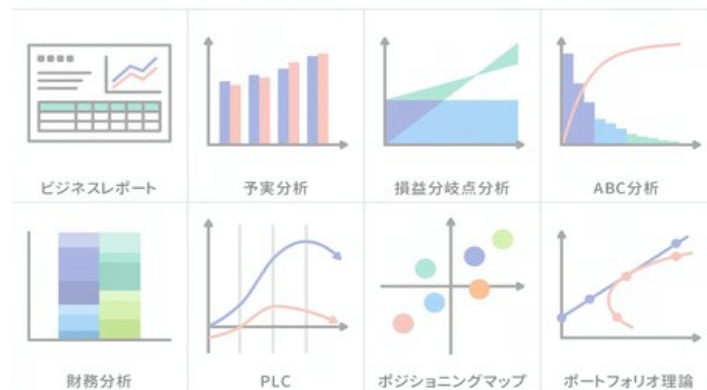 ビジネスレポート
予実分析
損益分岐点分析
ABC分析
財務分析
PLC
ポジショニングマップ
ポートフォリオ理論